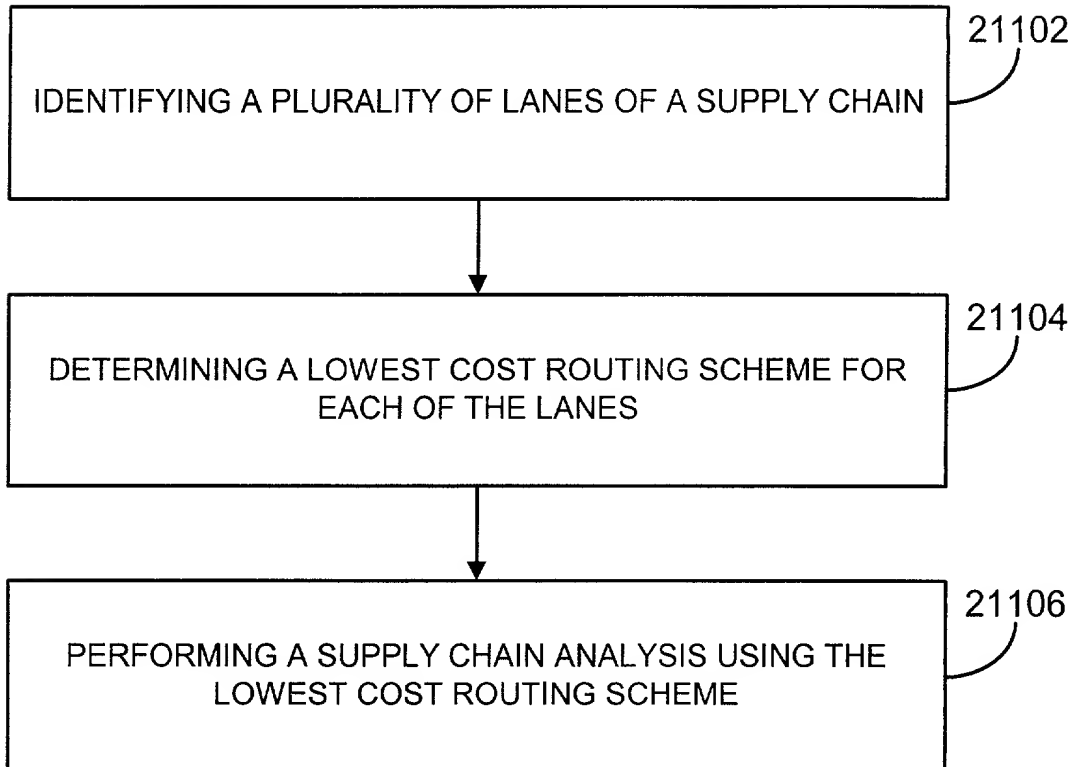 21102
IDENTIFYING A PLURALITY OF LANES OF A SUPPLY CHAIN
21104
DETERMINING A LOWEST COST ROUTING SCHEME FOR
EACH OF THE LANES
21106
PERFORMING A SUPPLY CHAIN ANALYSIS USING THE
LOWEST COST ROUTING SCHEME